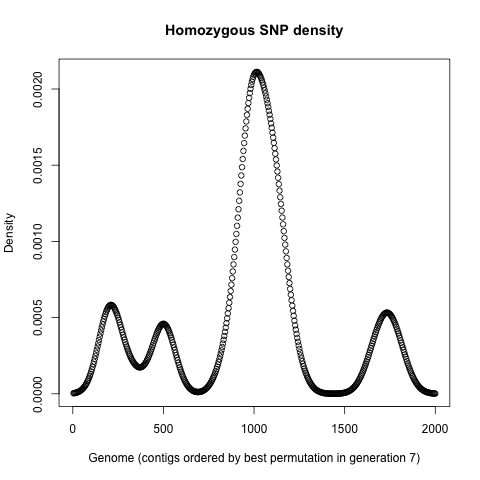 Homozygous SNP density
Density
0.0020
0.0015
0.0010
0.0005
0.0000
0 500 1000 1500 2000
Genome (contigs ordered by best permutation in generation 7)